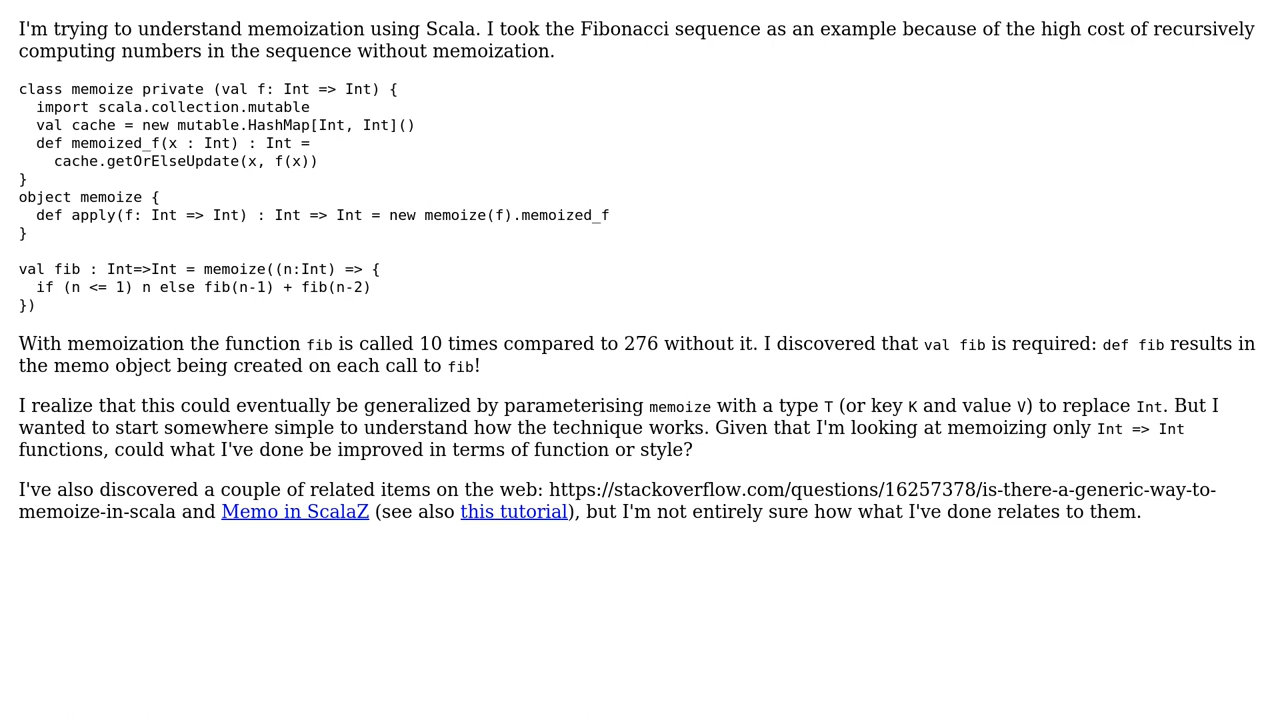 I'm trying to understand memoization using Scala. I took the Fibonacci sequence as an example because of the high cost of recursively
computing numbers in the sequence without memoization.
class memoize private (val f: Int => Int) {
  import scala.collection.mutable
  val cache = new mutable.HashMap[Int, Int]()
  def memoized_f(x : Int) : Int =
    cache.getOrElseUpdate(x, f(x))
}
object memoize {
  def apply(f: Int => Int) : Int => Int = new memoize(f).memoized_f
}
val fib : Int=>Int = memoize((n:Int) => {
  if (n <= 1) n else fib(n-1) + fib(n-2)
})
With memoization the function fib is called 10 times compared to 276 without it. I discovered that val fib is required: def fib results in
the memo object being created on each call to fib!
I realize that this could eventually be generalized by parameterising memoize with a type T (or key K and value V) to replace Int. But I
wanted to start somewhere simple to understand how the technique works. Given that I'm looking at memoizing only Int => Int
functions, could what I've done be improved in terms of function or style?
I've also discovered a couple of related items on the web: https://stackoverflow.com/questions/16257378/is-there-a-generic-way-to-
memoize-in-scala and Memo in ScalaZ (see also this tutorial), but I'm not entirely sure how what I've done relates to them.